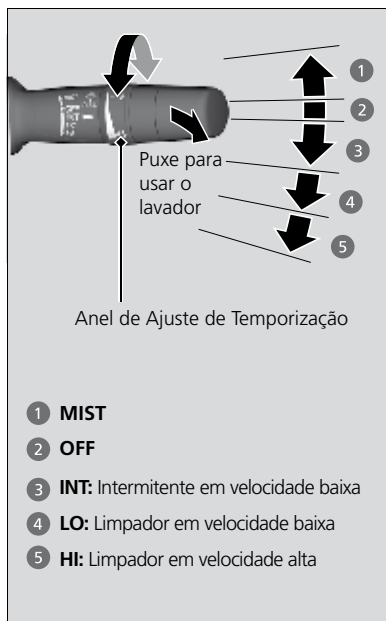 1
2
3
4
5
Puxe para
usar o
lavador
Anel de Ajuste de Temporização
1 MIST
2 OFF
3 INT: Intermitente em velocidade baixa
4 LO: Limpador em velocidade baixa
5 HI: Limpador em velocidade alta